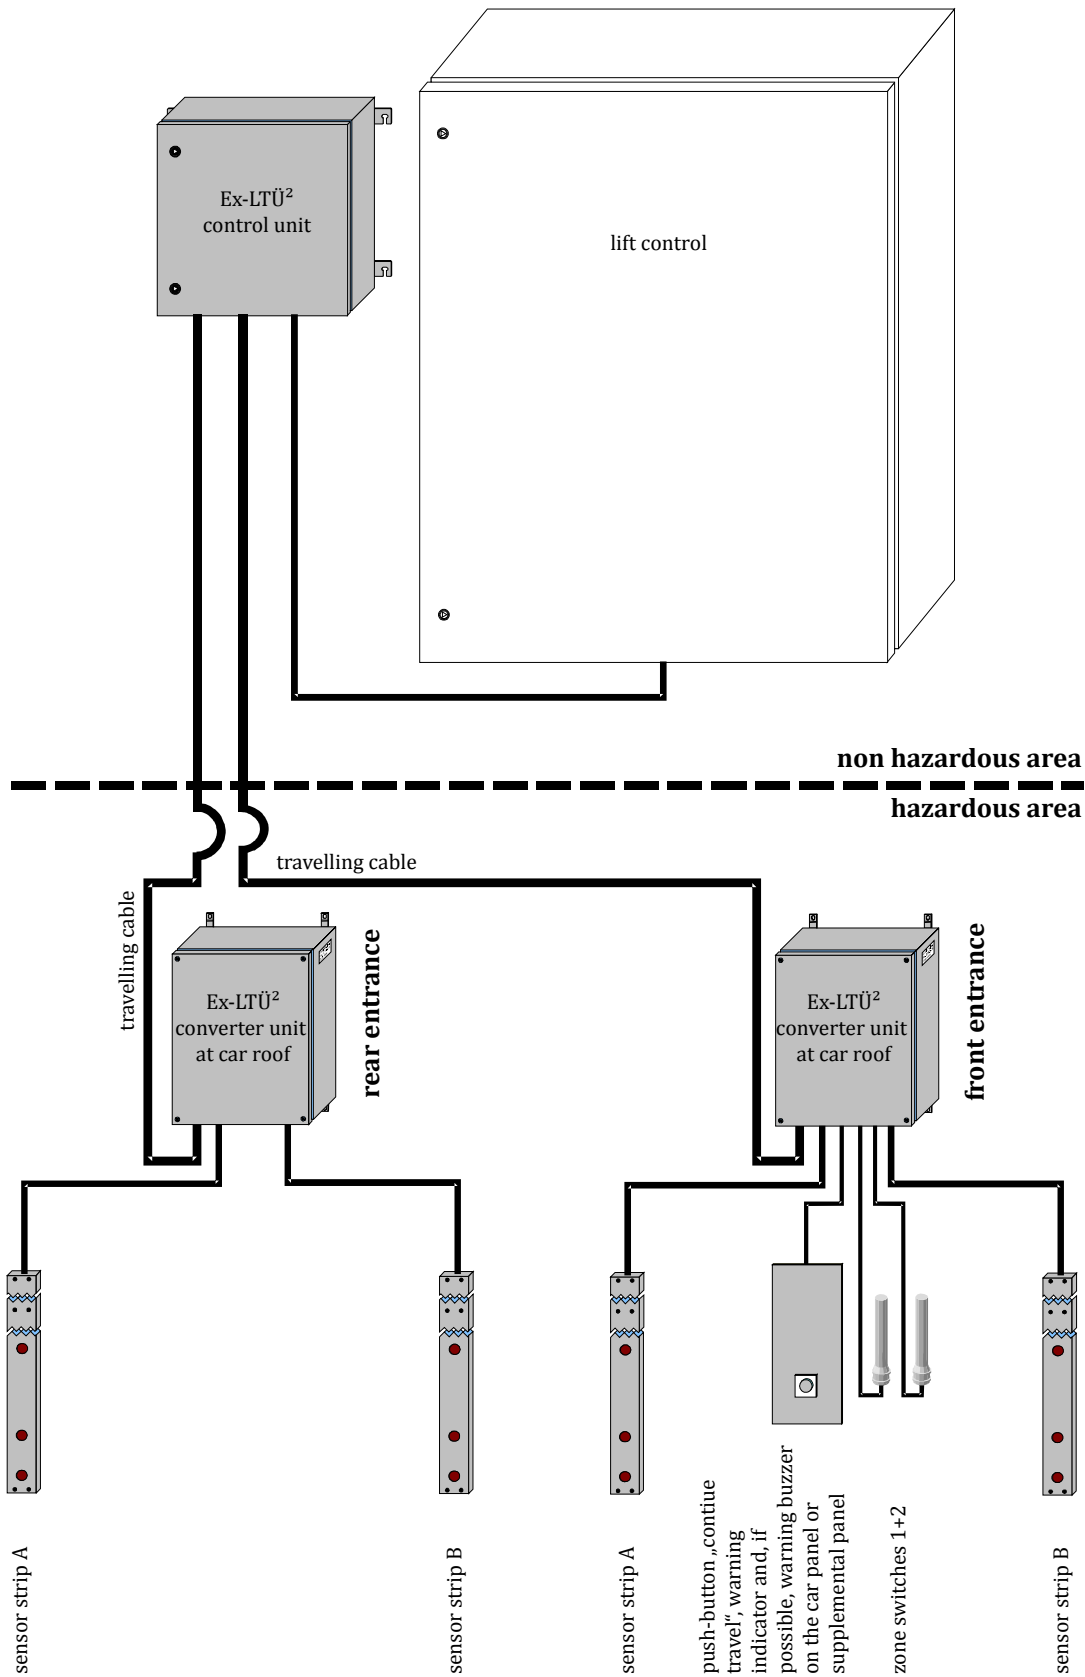 Ex-LTÜ²
control unit
lift control
non hazardous area
hazardous area
travelling cable
travelling cable
rear entrance
front entrance
Ex-LTÜ²
converter unit
at car roof
Ex-LTÜ²
converter unit
at car roof
sensor strip A
sensor strip B
sensor strip A
push-button „contiue
travel“, warning
indicator and, if
possible, warning buzzer
on the car panel or
supplemental panel
zone switches 1+2
sensor strip B